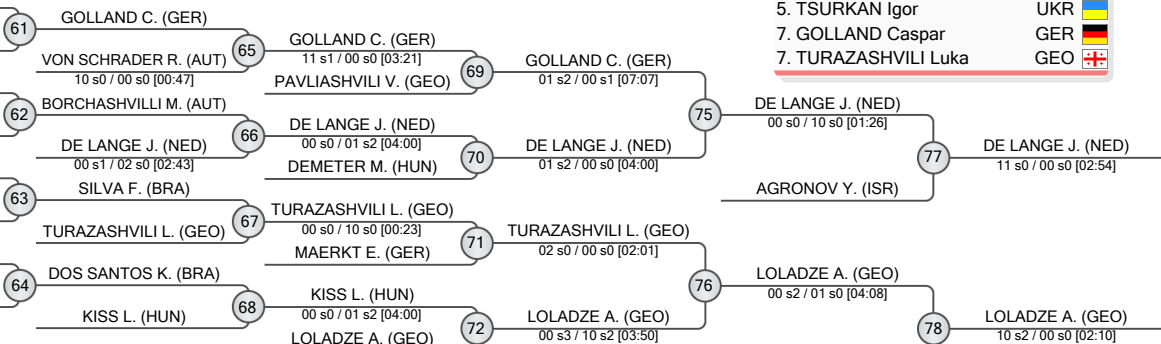 5. TSURKAN Igor UKR
7. GOLLAND Caspar GER
7. TURAZASHVILI Luka GEO
61
GOLLAND C. (GER)
VON SCHRADER R. (AUT)
10 s0 / 00 s0 [00:47]
62
BORCHASHVILLI M. (AUT)
DE LANGE J. (NED)
00 s1 / 02 s0 [02:43]
63
SILVA F. (BRA)
TURAZASHVILI L. (GEO)
64
DOS SANTOS K. (BRA)
KISS L. (HUN)
65
GOLLAND C. (GER)
11 s1 / 00 s0 [03:21]
PAVLIASHVILI V. (GEO)
66
DE LANGE J. (NED)
00 s0 / 01 s2 [04:00]
DEMETER M. (HUN)
67
TURAZASHVILI L. (GEO)
00 s0 / 10 s0 [00:23]
MAERKT E. (GER)
68
KISS L. (HUN)
00 s0 / 01 s2 [04:00]
LOLADZE A. (GEO)
69
GOLLAND C. (GER)
01 s2 / 00 s1 [07:07]
70
DE LANGE J. (NED)
01 s2 / 00 s0 [04:00]
71
TURAZASHVILI L. (GEO)
02 s0 / 00 s0 [02:01]
72
LOLADZE A. (GEO)
00 s3 / 10 s2 [03:50]
75
DE LANGE J. (NED)
00 s0 / 10 s0 [01:26]
AGRONOV Y. (ISR)
76
LOLADZE A. (GEO)
00 s2 / 01 s0 [04:08]
77
DE LANGE J. (NED)
11 s0 / 00 s0 [02:54]
78
LOLADZE A. (GEO)
10 s2 / 00 s0 [02:10]